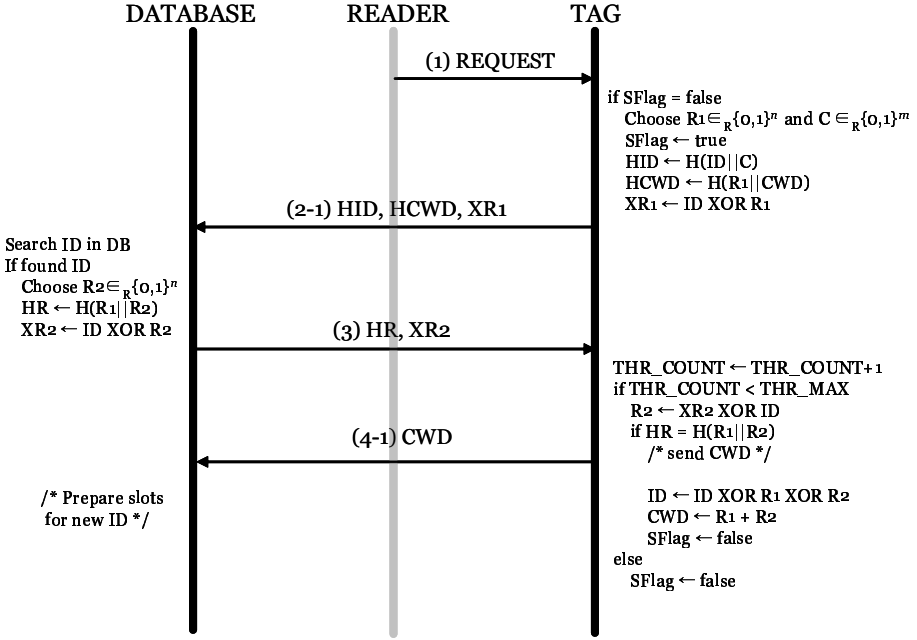 DATABASE READER TAG
(1) REQUEST
if SFlag = false
Choose R1∈R{0,1}ⁿ and C ∈R{0,1}ᵐ
SFlag ← true
HID ← H(ID||C)
HCWD ← H(R1||CWD)
XR1 ← ID XOR R1
(2-1) HID, HCWD, XR1
Search ID in DB
If found ID
Choose R2∈R{0,1}ⁿ
HR ← H(R1||R2)
XR2 ← ID XOR R2
(3) HR, XR2
THR_COUNT ← THR_COUNT+1
if THR_COUNT < THR_MAX
R2 ← XR2 XOR ID
if HR = H(R1||R2)
/* send CWD */
(4-1) CWD
/* Prepare slots
for new ID */
ID ← ID XOR R1 XOR R2
CWD ← R1 + R2
SFlag ← false
else
SFlag ← false